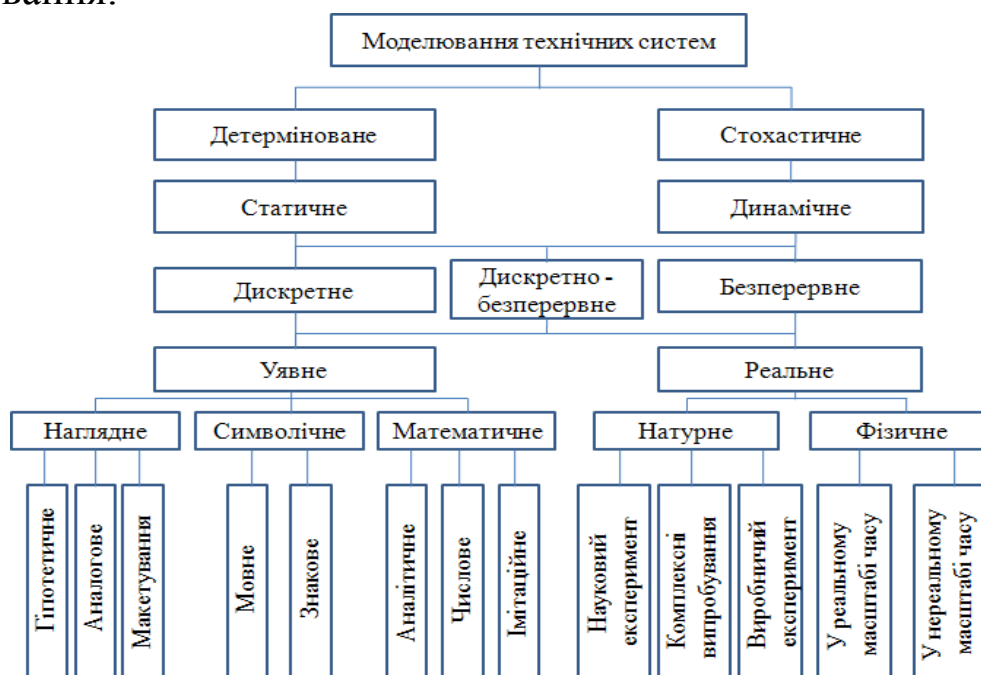 вання.
Моделювання технічних систем
Детерміноване
Стохастичне
Статичне
Динамічне
Дискретне
Дискретно -
безперервне
Безперервне
Уявне
Реальне
Наглядне
Символічне
Математичне
Натурне
Фізичне
Гіпотетичне
Аналогове
Макетування
Мовне
Знакове
Аналітичне
Числове
Імітаційне
Науковий
експеримент
Комплексні
випробування
Виробничий
експеримент
У реальному
масштабі часу
У нереальному
масштабі часу